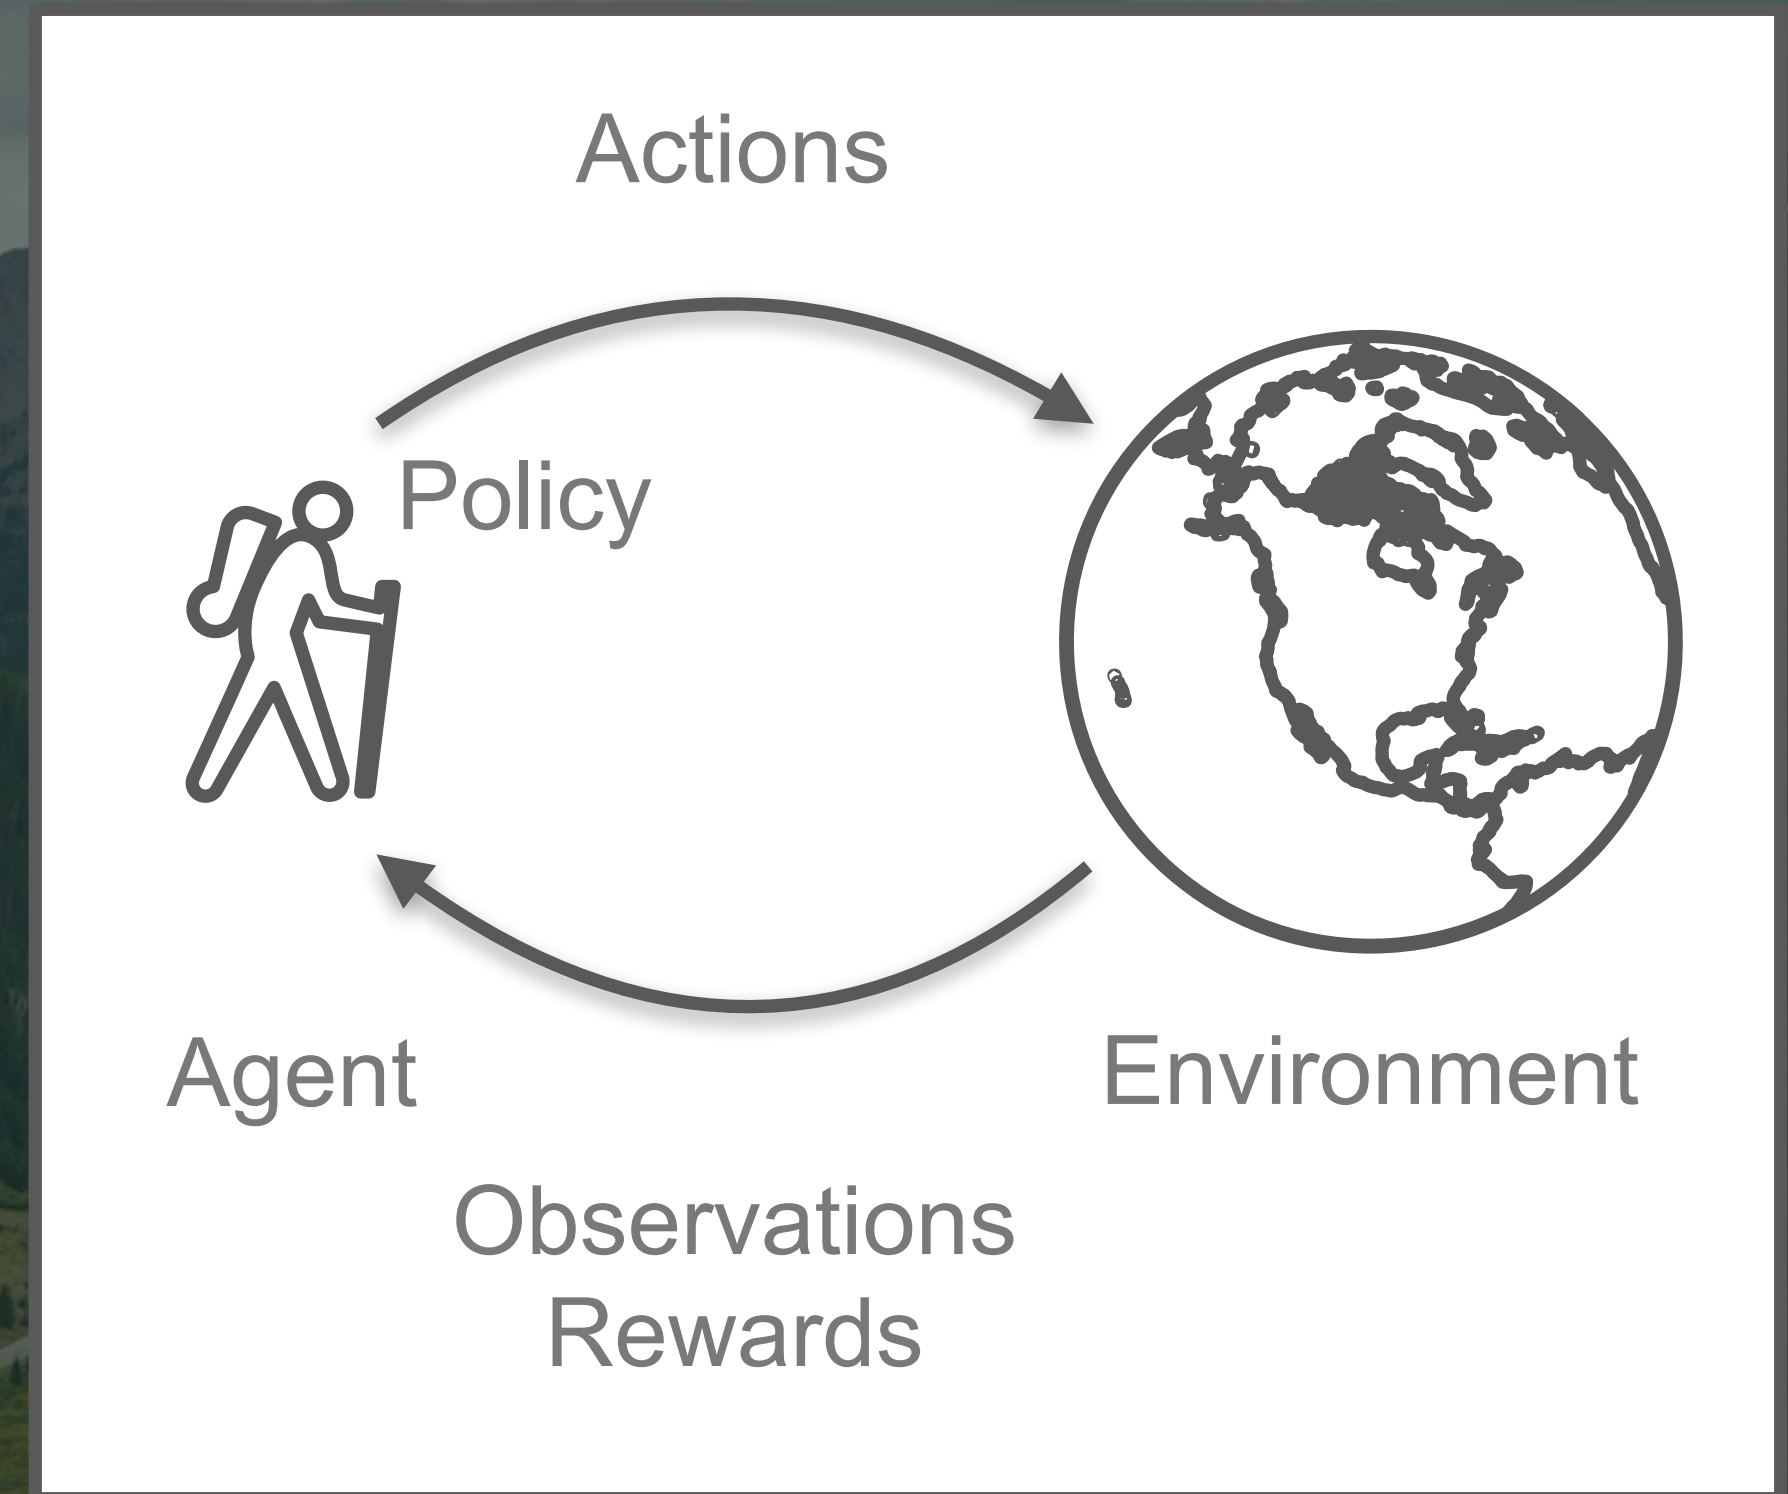 Actions
Policy
Agent
Environment
Observations
Rewards